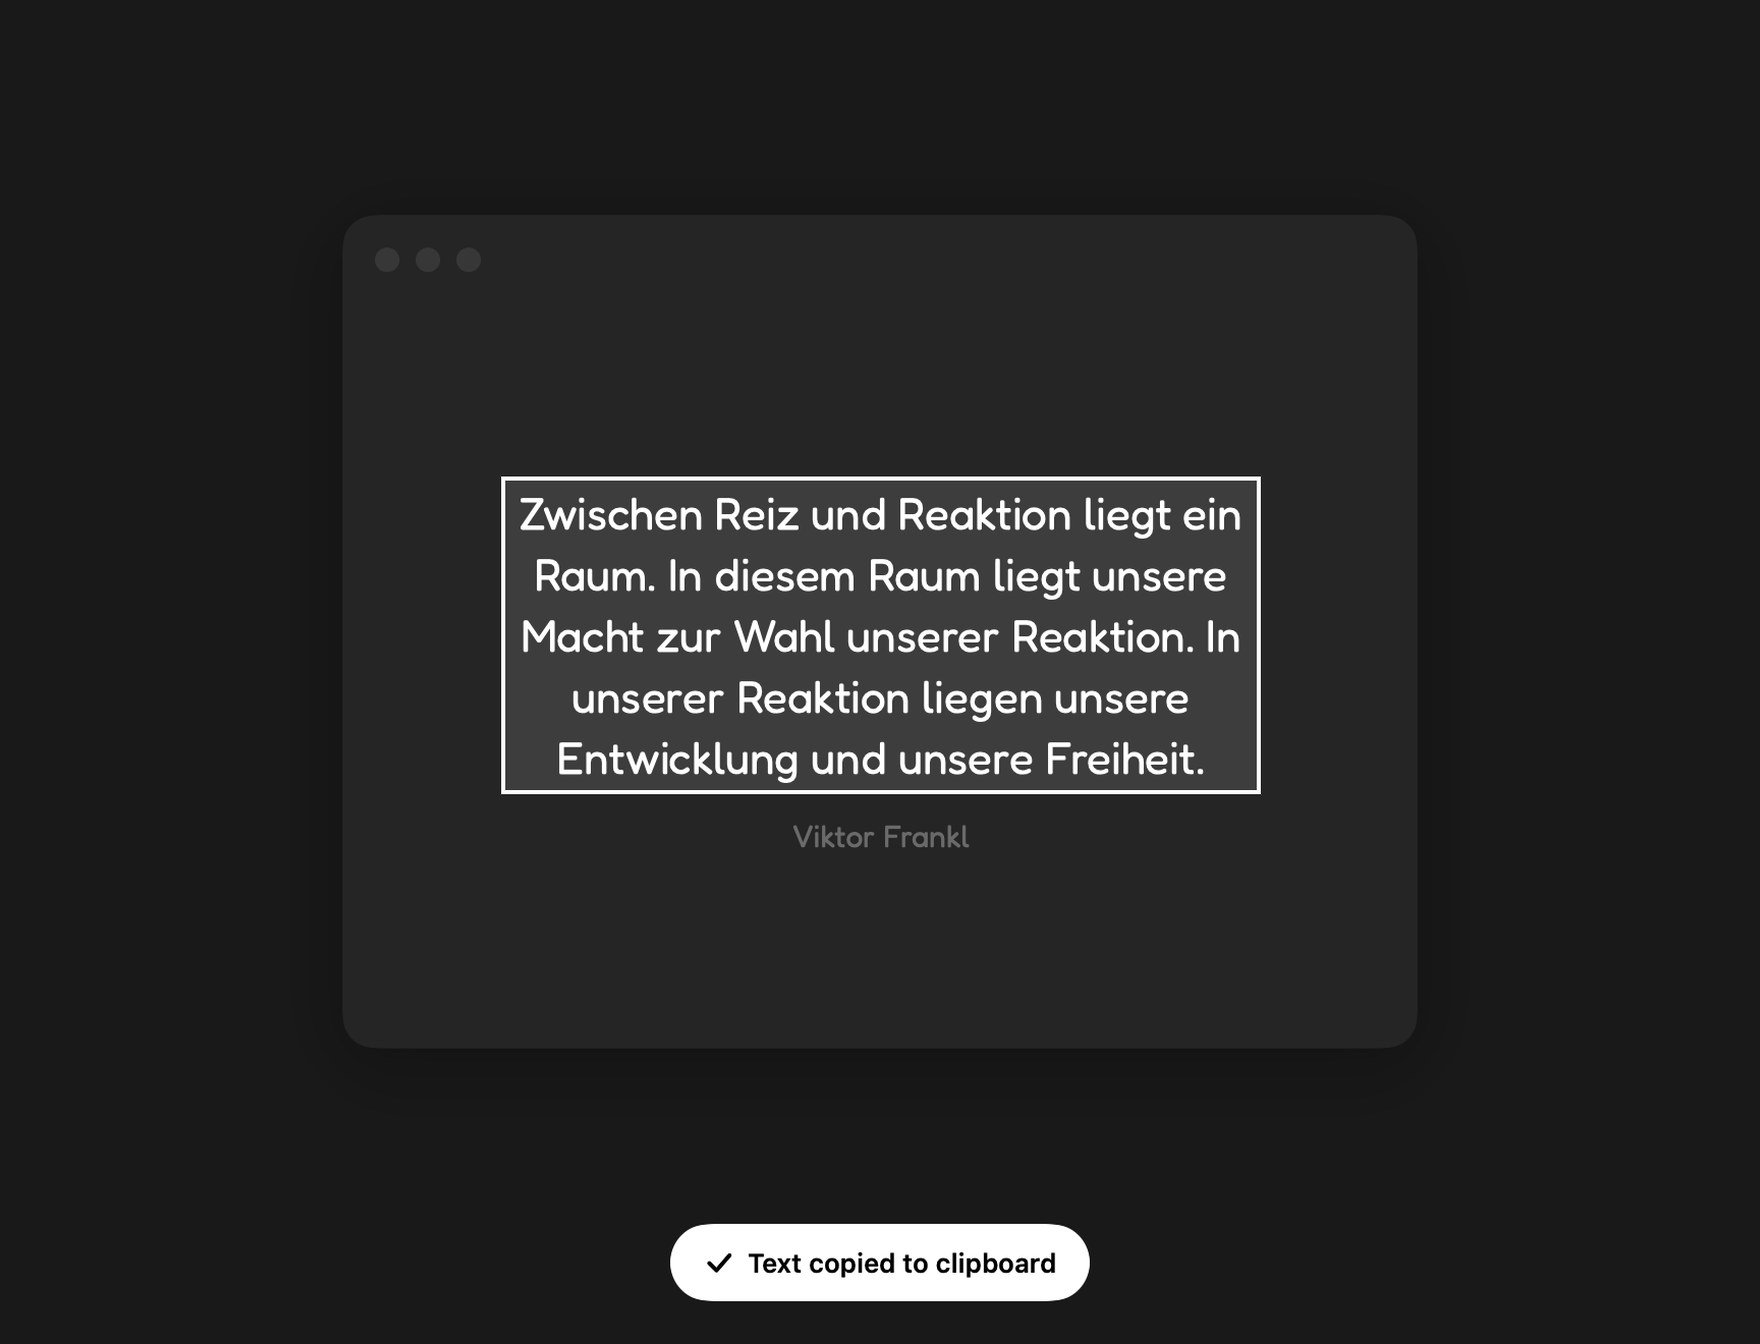 Zwischen Reiz und Reaktion liegt ein
Raum. In diesem Raum liegt unsere
Macht zur Wahl unserer Reaktion. In
unserer Reaktion liegen unsere
Entwicklung und unsere Freiheit.
Viktor Frankl
Text copied to clipboard